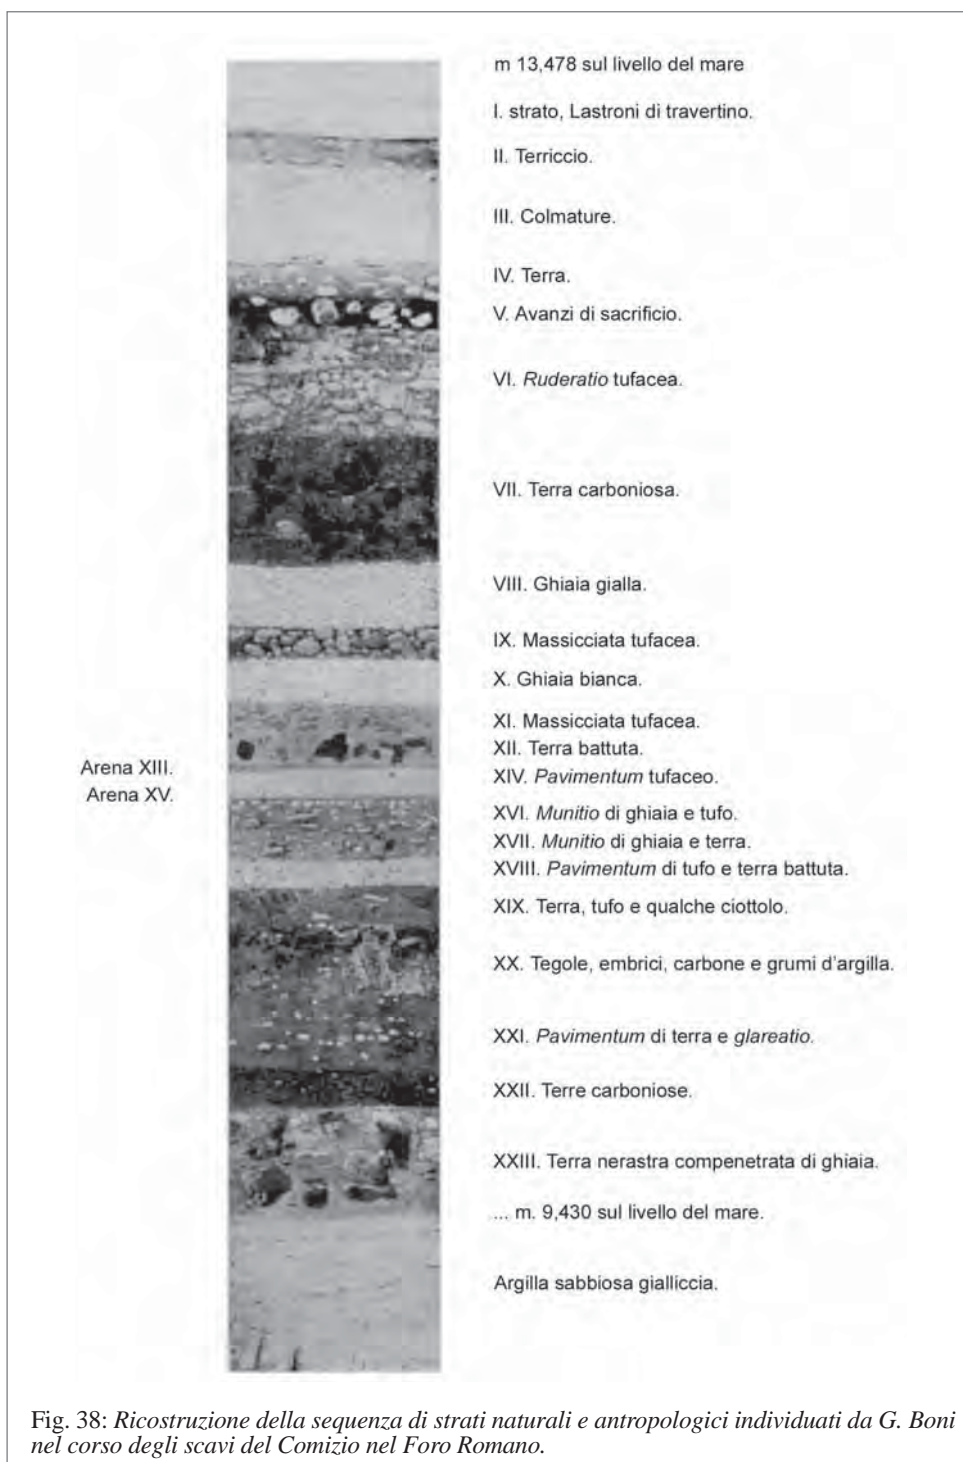 m 13,478 sul livello del mare
I. strato, Lastroni di travertino.
II. Terriccio.
III. Colmature.
IV. Terra.
V. Avanzi di sacrificio.
VI. Ruderatio tufacea.
VII. Terra carboniosa.
VIII. Ghiaia gialla.
IX. Massicciata tufacea.
X. Ghiaia bianca.
XI. Massicciata tufacea.
XII. Terra battuta.
Arena XIII.
XIV. Pavimentum tufaceo.
Arena XV.
XVI. Munitio di ghiaia e tufo.
XVII. Munitio di ghiaia e terra.
XVIII. Pavimentum di tufo e terra battuta.
XIX. Terra, tufo e qualche ciottolo.
XX. Tegole, embrici, carbone e grumi d'argilla.
XXI. Pavimentum di terra e glareatio.
XXII. Terre carboniose.
XXIII. Terra nerastra compenetrata di ghiaia.
... m. 9,430 sul livello del mare.
Argilla sabbiosa gialliccia.
Fig. 38: Ricostruzione della sequenza di strati naturali e antropologici individuati da G. Boni
nel corso degli scavi del Comizio nel Foro Romano.